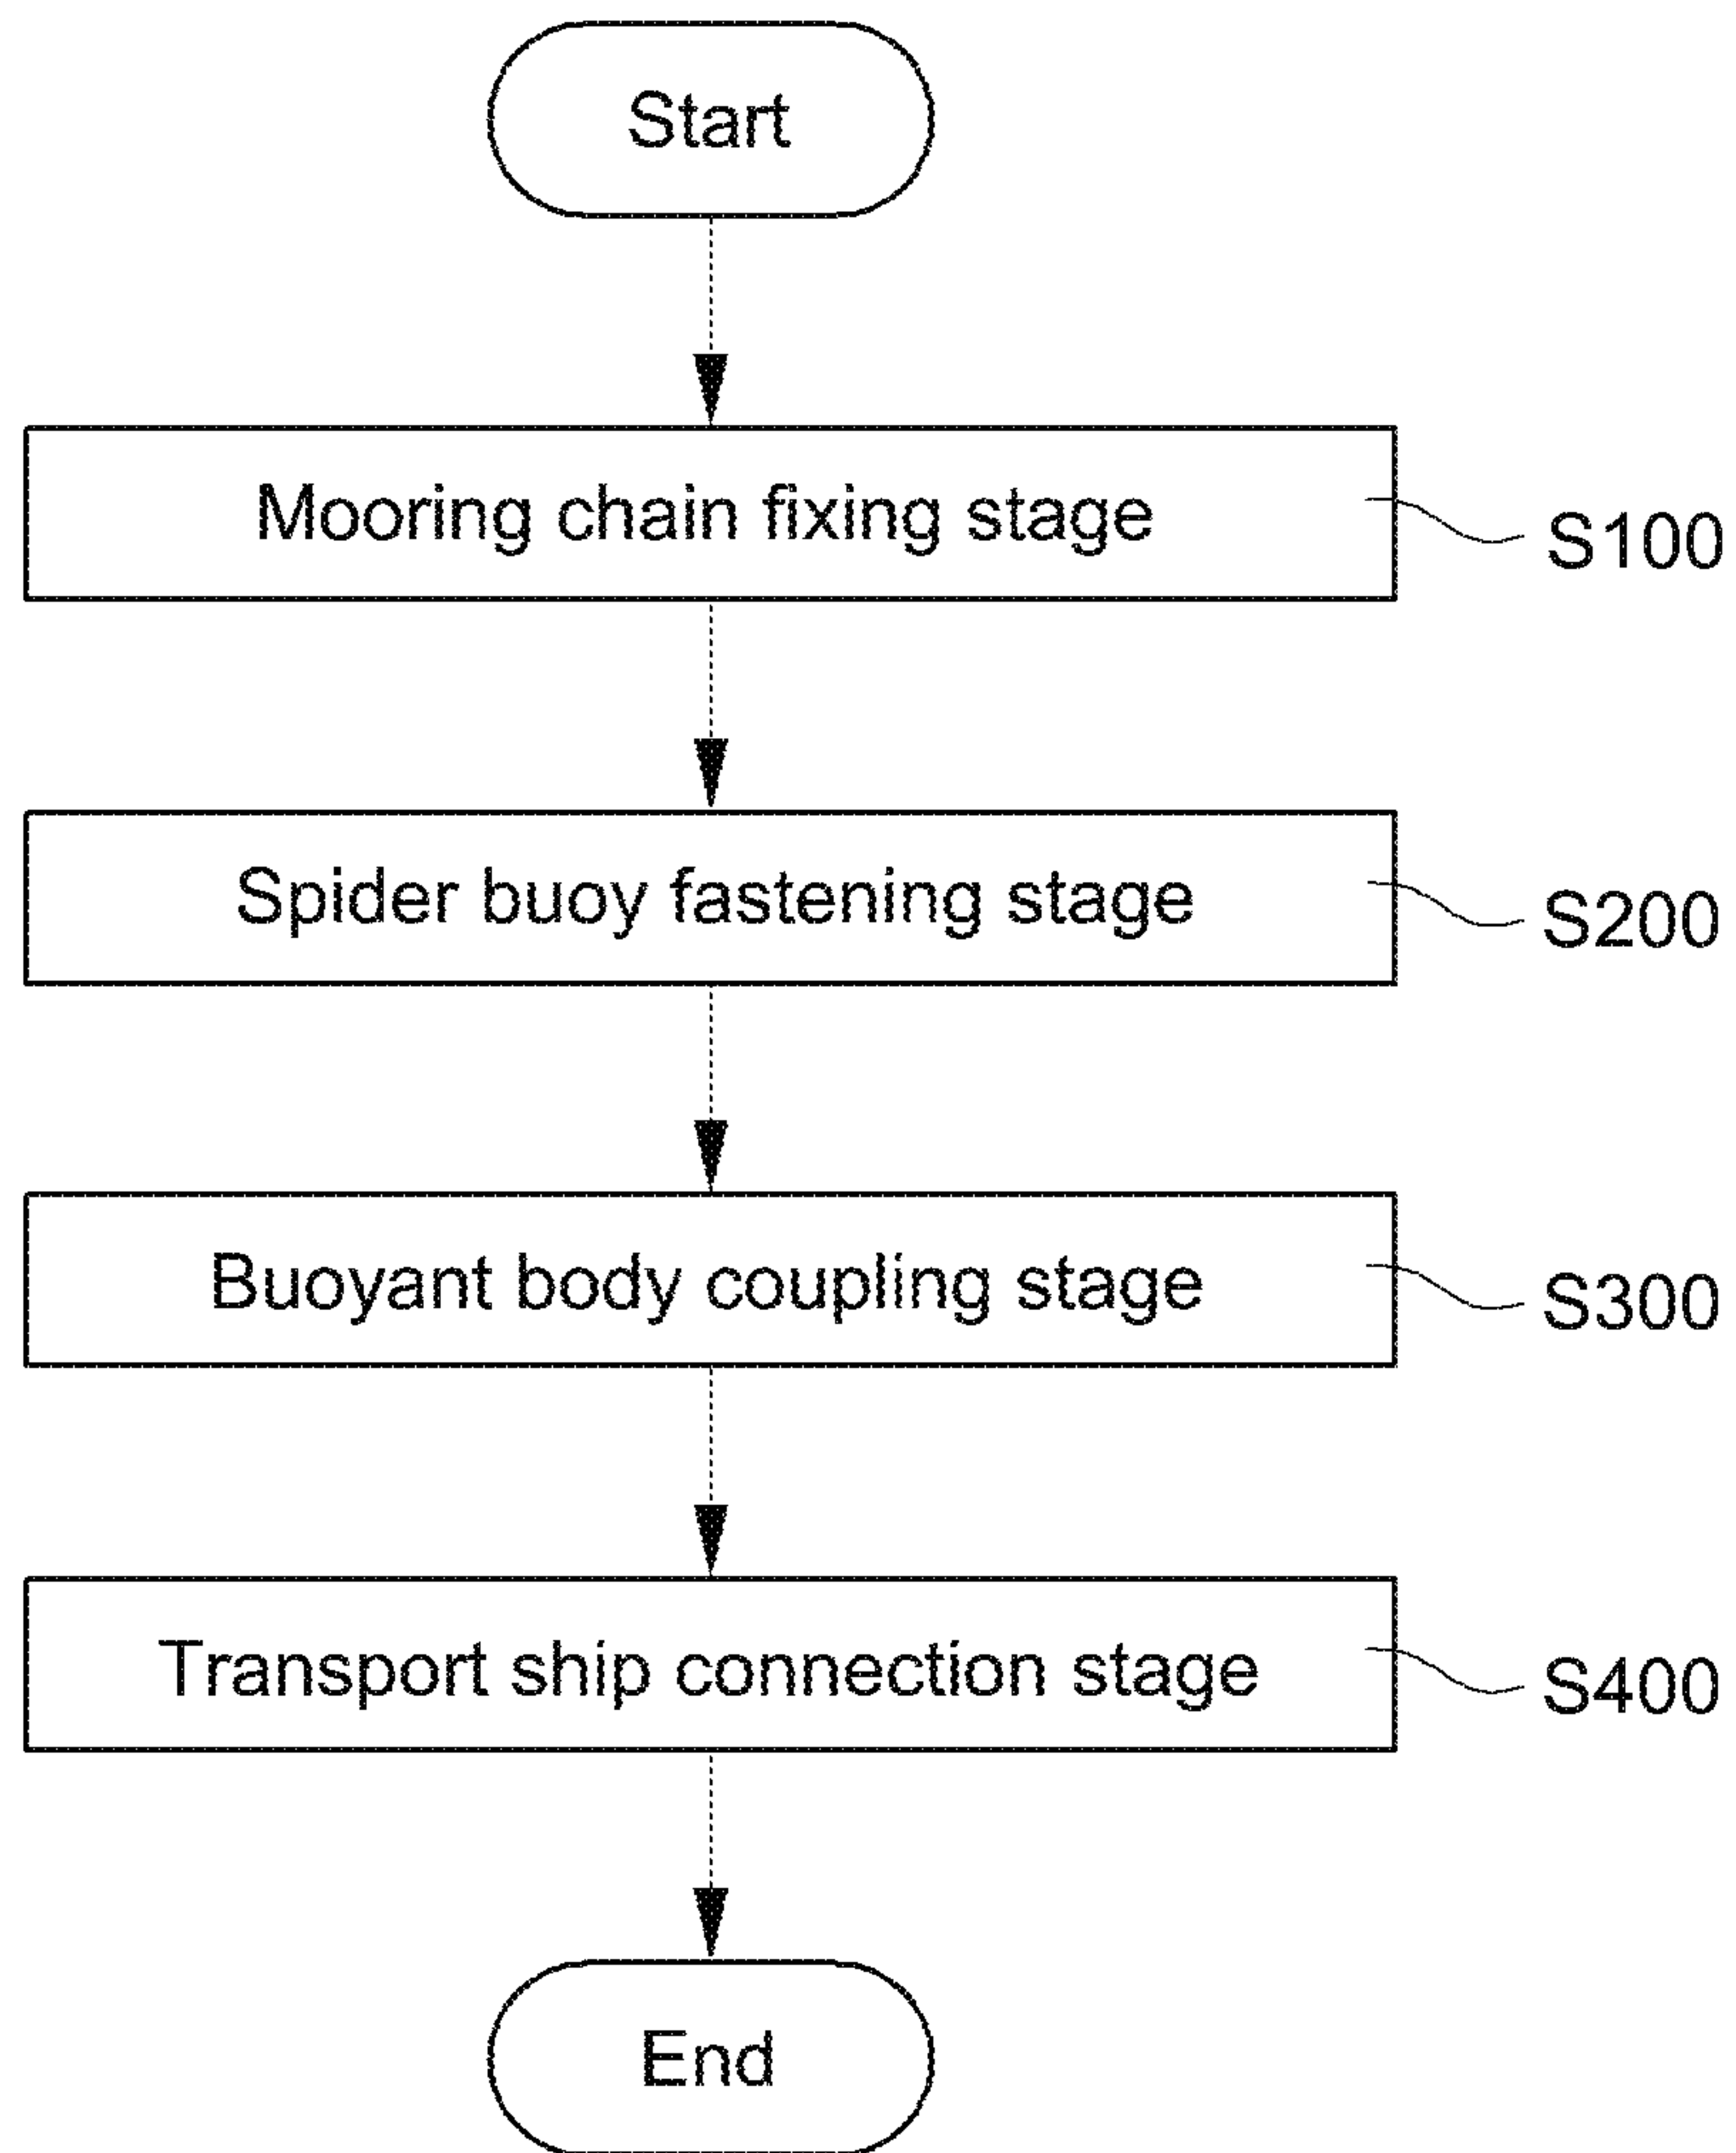 Start
Mooring chain fixing stage
S100
Spider buoy fastening stage
S200
Buoyant body coupling stage
S300
Transport ship connection stage
S400
End